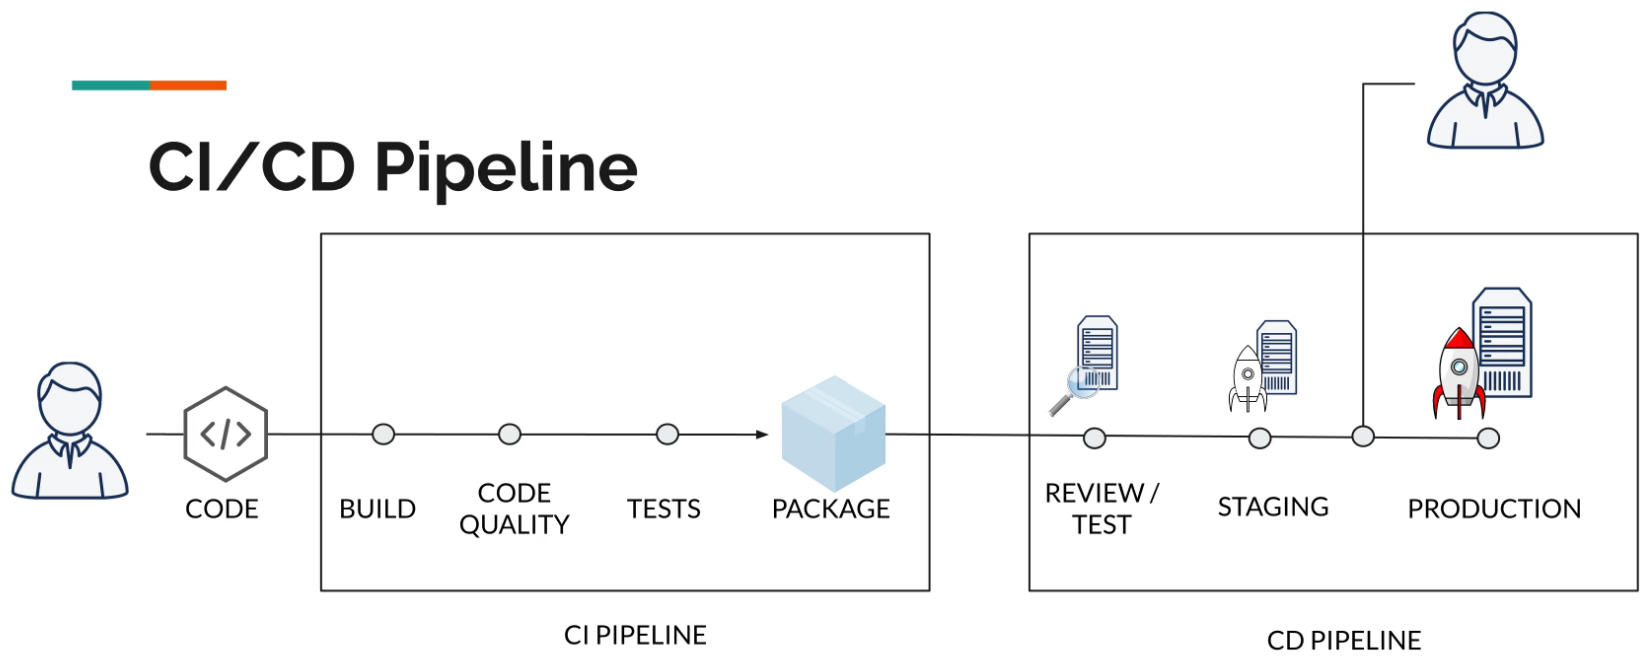 CI/CD Pipeline
CODE
BUILD
CODE
QUALITY
TESTS
PACKAGE
REVIEW /
TEST
STAGING
PRODUCTION
CI PIPELINE
CD PIPELINE